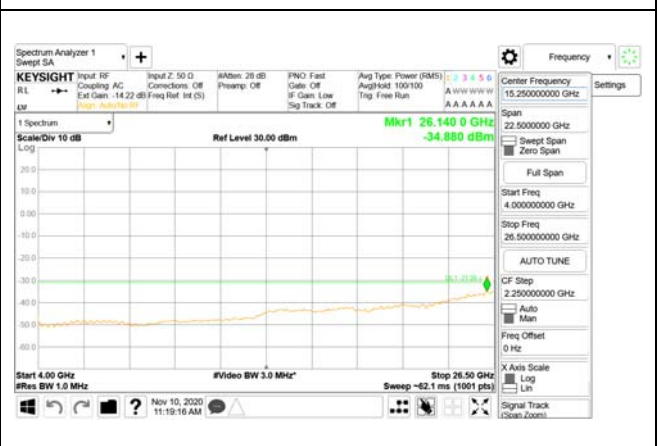 Spectrum Analyzer 1
Swept SA
Frequency
KEYSIGHT
RL
Input: RF
Coupling: AC
Ext Gain: -14.22 dB
Align: Auto/No RF
Input Z: 50 Ω
Corrections: Off
Freq Ref: Int (S)
#Atten: 28 dB
Preamp: Off
PNO: Fast
Gate: Off
IF Gain: Low
Sig Track: Off
Avg Type: Power (RMS)
Avg|Hold: 100/100
Trig: Free Run
1 2 3 4 5 6
A W W W W W
A A A A A A
1 Spectrum
Scale/Div 10 dB
Ref Level 30.00 dBm
Mkr1 26.140 0 GHz
-34.880 dBm
Log
20.0
10.0
0.00
-10.0
-20.0
-30.0
-40.0
-50.0
-60.0
Start 4.00 GHz
#Res BW 1.0 MHz
#Video BW 3.0 MHz*
Stop 26.50 GHz
Sweep ~62.1 ms (1001 pts)
Nov 10, 2020
11:19:16 AM
Center Frequency
15.250000000 GHz
Settings
Span
22.5000000 GHz
Swept Span
Zero Span
Full Span
Start Freq
4.000000000 GHz
Stop Freq
26.500000000 GHz
AUTO TUNE
CF Step
2.250000000 GHz
Auto
Man
Freq Offset
0 Hz
X Axis Scale
Log
Lin
Signal Track
(Span Zoom)